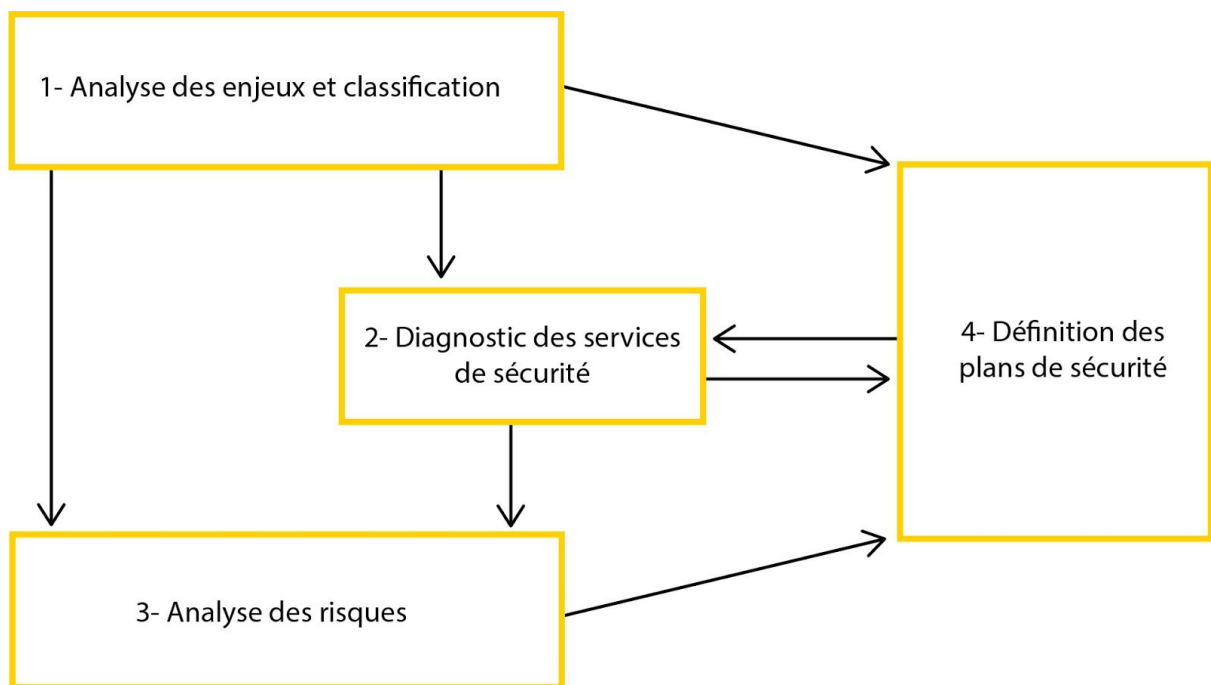 1- Analyse des enjeux et classification
2- Diagnostic des services
de sécurité
4- Définition des
plans de sécurité
3- Analyse des risques